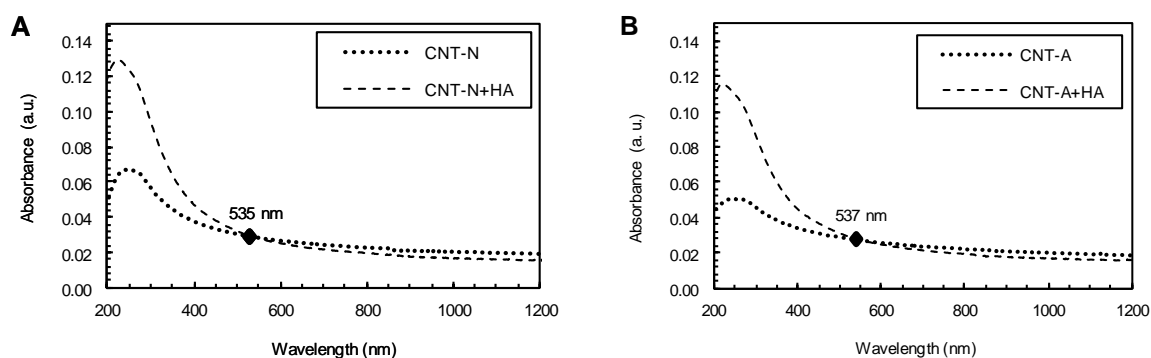 A
Absorbance (a.u.)
0.14
0.12
0.10
0.08
0.06
0.04
0.02
0.00
CNT-N
CNT-N+HA
535 nm
200 400 600 800 1000 1200
Wavelength (nm)
B
Absorbance (a. u.)
0.14
0.12
0.10
0.08
0.06
0.04
0.02
0.00
CNT-A
CNT-A+HA
537 nm
200 400 600 800 1000 1200
Wavelength (nm)